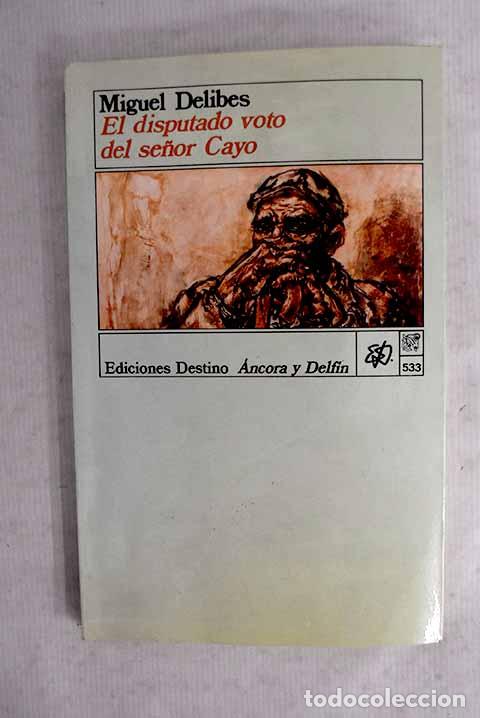 Miguel Delibes
El disputado voto
del señor Cayo
Ediciones Destino Áncora y Delfín
533
todocoleccion